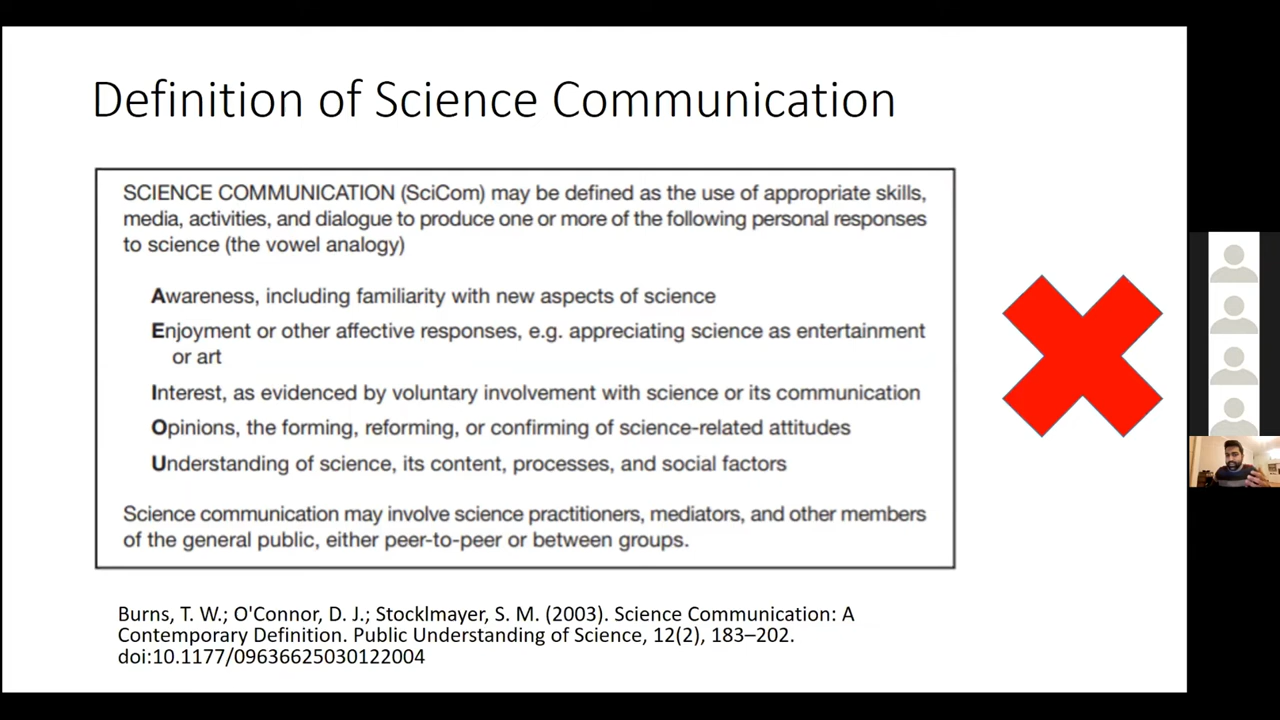 Definition of Science Communication
SCIENCE COMMUNICATION (SciCom) may be defined as the use of appropriate skills,
media, activities, and dialogue to produce one or more of the following personal responses
to science (the vowel analogy)
Awareness, including familiarity with new aspects of science
Enjoyment or other affective responses, e.g. appreciating science as entertainment
or art
Interest, as evidenced by voluntary involvement with science or its communication
Opinions, the forming, reforming, or confirming of science-related attitudes
Understanding of science, its content, processes, and social factors
Science communication may involve science practitioners, mediators, and other members
of the general public, either peer-to-peer or between groups.
Burns, T. W.; O'Connor, D. J.; Stocklmayer, S. M. (2003). Science Communication: A
Contemporary Definition. Public Understanding of Science, 12(2), 183–202.
doi:10.1177/09636625030122004